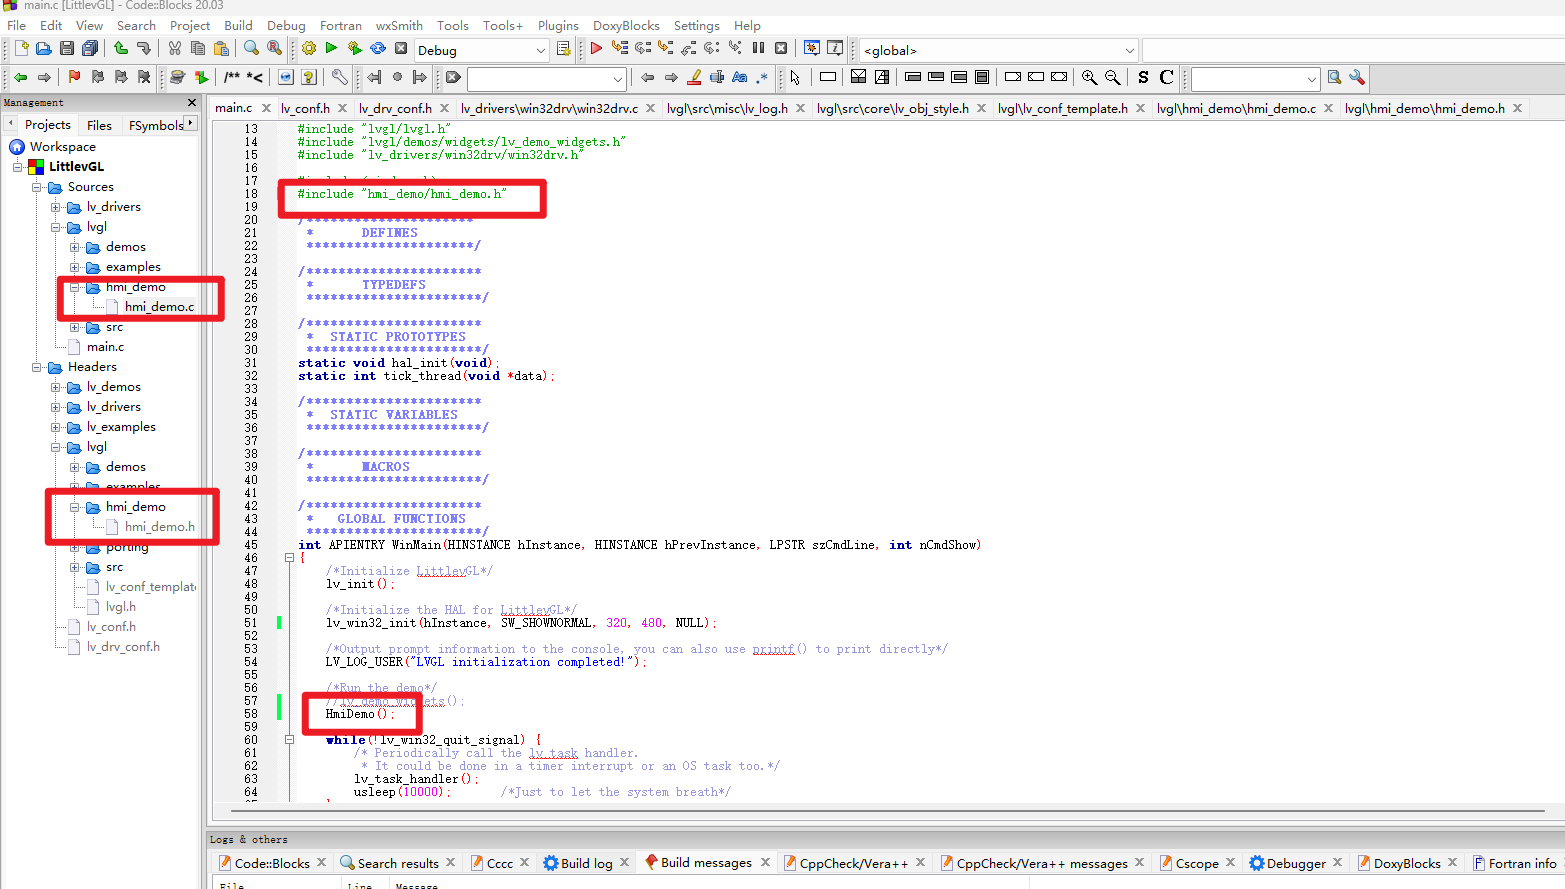 main.c [LittlevGL] - Code::Blocks 20.03
File Edit View Search Project Build Debug Fortran wxSmith Tools Tools+ Plugins DoxyBlocks Settings Help
Debug
<global>
/** *<
Aa .*
S C
Management
Projects Files FSymbols
main.c lv_conf.h lv_drv_conf.h lv_drivers\win32drv\win32drv.c lvgl\src\misc\lv_log.h lvgl\src\core\lv_obj_style.h lvgl\lv_conf_template.h lvgl\hmi_demo\hmi_demo.c lvgl\hmi_demo\hmi_demo.h
Workspace
LittlevGL
Sources
lv_drivers
lvgl
demos
examples
hmi_demo
hmi_demo.c
src
main.c
Headers
lv_demos
lv_drivers
lv_examples
lvgl
demos
examples
hmi_demo
hmi_demo.h
porting
src
lv_conf_template
lvgl.h
lv_conf.h
lv_drv_conf.h
13 #include "lvgl/lvgl.h"
14 #include "lvgl/demos/widgets/lv_demo_widgets.h"
15 #include "lv_drivers/win32drv/win32drv.h"
16
17
18 #include "hmi_demo/hmi_demo.h"
19
20 /*********************
21 * DEFINES
22 *********************/
23
24 /**********************
25 * TYPEDEFS
26 **********************/
27
28 /**********************
29 * STATIC PROTOTYPES
30 **********************/
31 static void hal_init(void);
32 static int tick_thread(void *data);
33
34 /**********************
35 * STATIC VARIABLES
36 **********************/
37
38 /**********************
39 * MACROS
40 **********************/
41
42 /**********************
43 * GLOBAL FUNCTIONS
44 **********************/
45 int APIENTRY WinMain(HINSTANCE hInstance, HINSTANCE hPrevInstance, LPSTR szCmdLine, int nCmdShow)
46 {
47 /*Initialize LittlevGL*/
48 lv_init();
49
50 /*Initialize the HAL for LittlevGL*/
51 lv_win32_init(hInstance, SW_SHOWNORMAL, 320, 480, NULL);
52
53 /*Output prompt information to the console, you can also use printf() to print directly*/
54 LV_LOG_USER("LVGL initialization completed!");
55
56 /*Run the demo*/
57 //lv_demo_widgets();
58 HmiDemo();
59
60 while(!lv_win32_quit_signal) {
61 /* Periodically call the lv_task handler.
62 * It could be done in a timer interrupt or an OS task too.*/
63 lv_task_handler();
64 usleep(10000); /*Just to let the system breath*/
Logs & others
Code::Blocks Search results Cccc Build log Build messages CppCheck/Vera++ CppCheck/Vera++ messages Cscope Debugger DoxyBlocks Fortran info
File Line Message